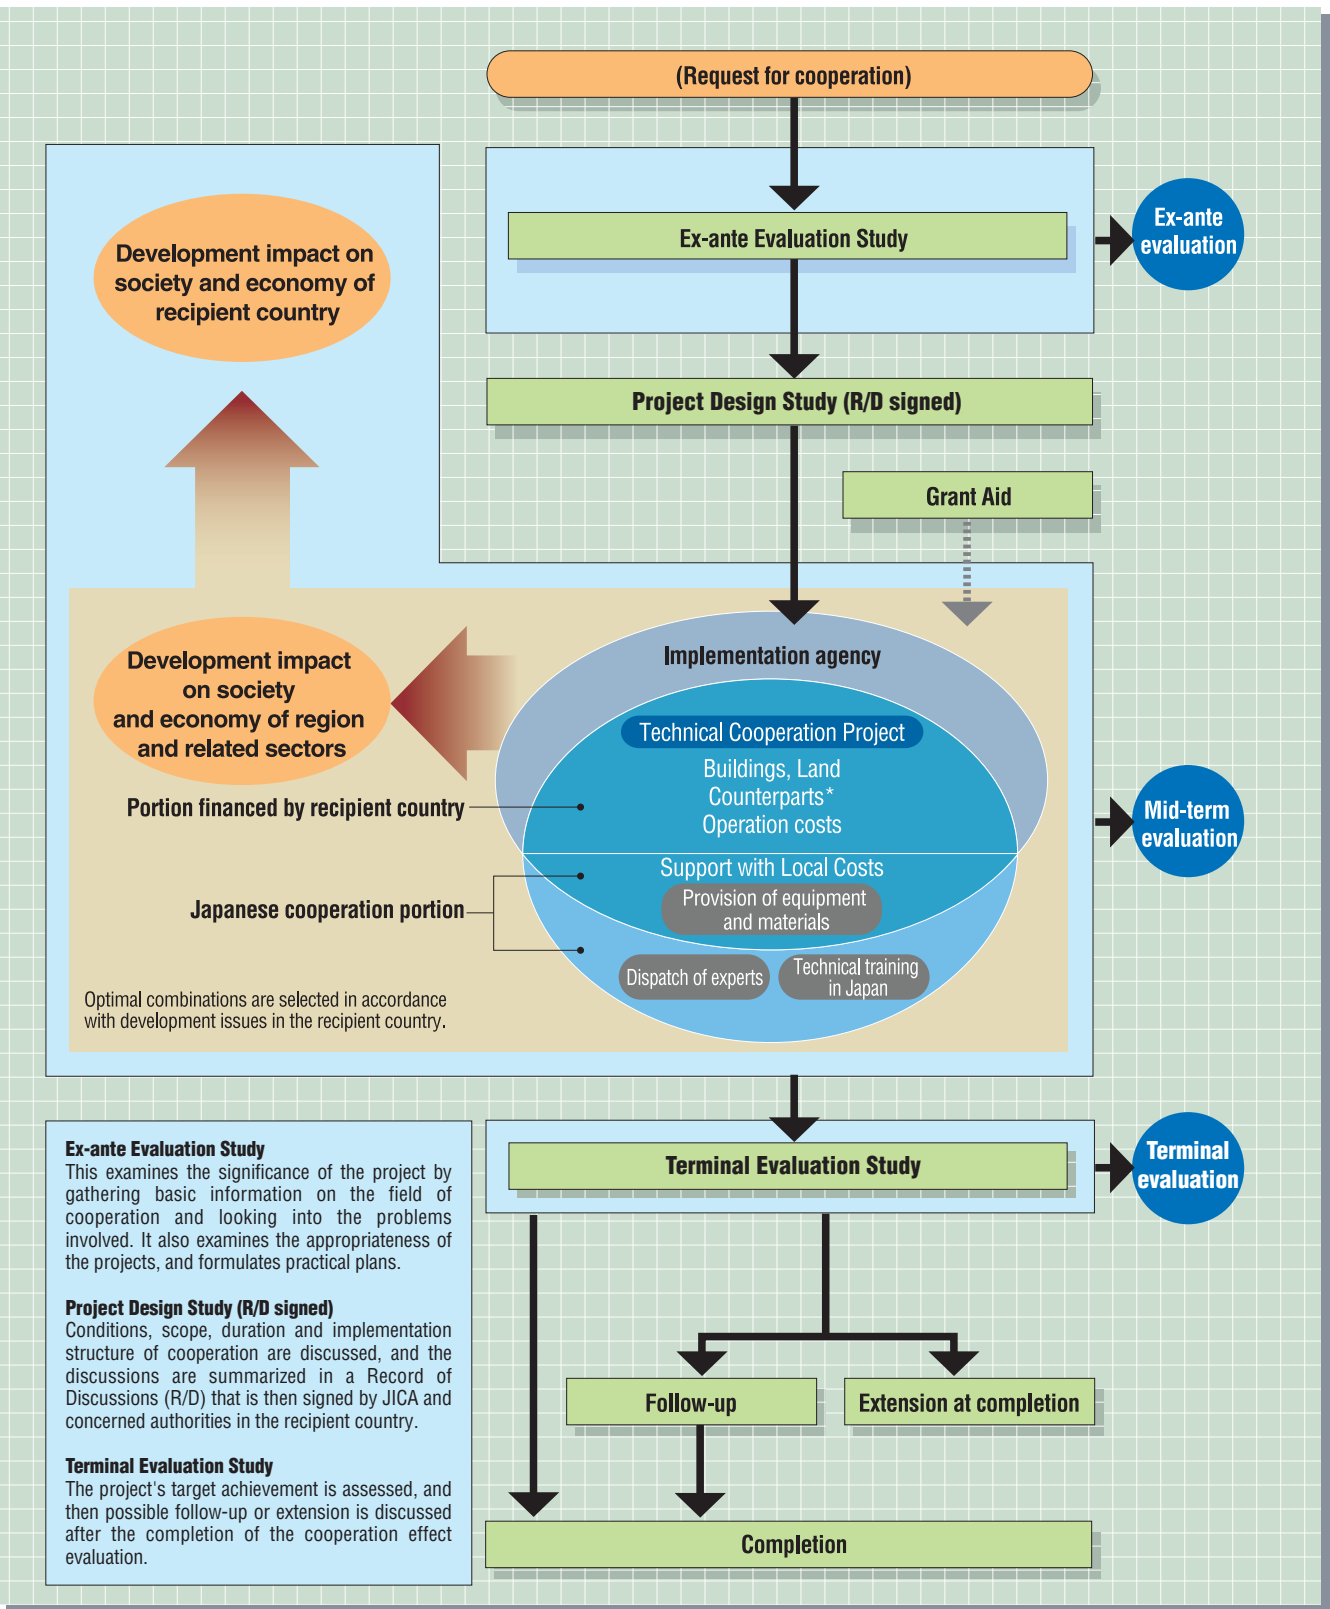 (Request for cooperation)
Ex-ante Evaluation Study
Ex-ante
evaluation
Development impact on
society and economy of
recipient country
Project Design Study (R/D signed)
Grant Aid
Implementation agency
Development impact
on society
and economy of region
and related sectors
Technical Cooperation Project
Buildings, Land
Counterparts*
Operation costs
Portion financed by recipient country
Mid-term
evaluation
Support with Local Costs
Provision of equipment
and materials
Japanese cooperation portion
Dispatch of experts
Technical training
in Japan
Optimal combinations are selected in accordance
with development issues in the recipient country.
Terminal Evaluation Study
Terminal
evaluation
Follow-up
Extension at completion
Completion
Ex-ante Evaluation Study
This examines the significance of the project by
gathering basic information on the field of
cooperation and looking into the problems
involved. It also examines the appropriateness of
the projects, and formulates practical plans.
Project Design Study (R/D signed)
Conditions, scope, duration and implementation
structure of cooperation are discussed, and the
discussions are summarized in a Record of
Discussions (R/D) that is then signed by JICA and
concerned authorities in the recipient country.
Terminal Evaluation Study
The project's target achievement is assessed, and
then possible follow-up or extension is discussed
after the completion of the cooperation effect
evaluation.